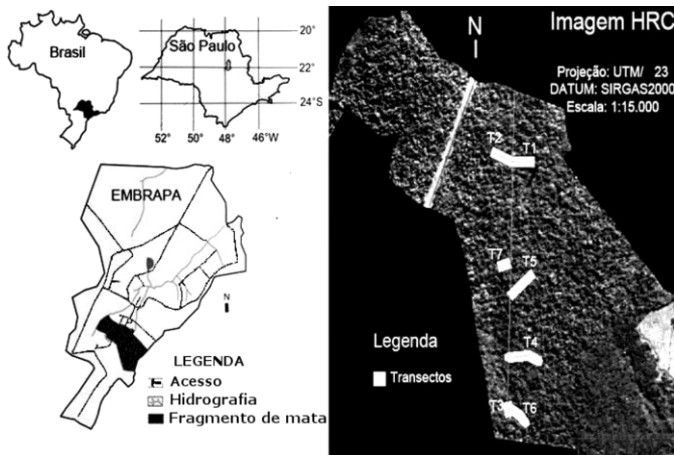 Brasil
São Paulo
20°
22°
24°S
52° 50° 48° 46°W
EMBRAPA
N
LEGENDA
Acesso
Hidrografia
Fragmento de mata
Imagem HRC
N
Projeção: UTM/ 23
DATUM: SIRGAS2000
Escala: 1:15.000
T2 T1
T7
T5
T4
T3 T6
Legenda
Transectos